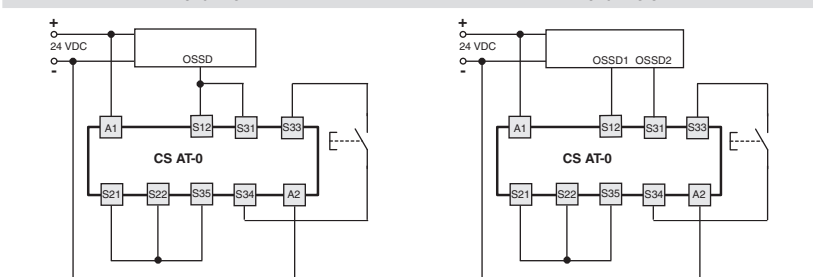 +
24 VDC
-
OSSD
A1 S12 S31 S33
CS AT-0
S21 S22 S35 S34 A2
+
24 VDC
-
OSSD1 OSSD2
A1 S12 S31 S33
CS AT-0
S21 S22 S35 S34 A2